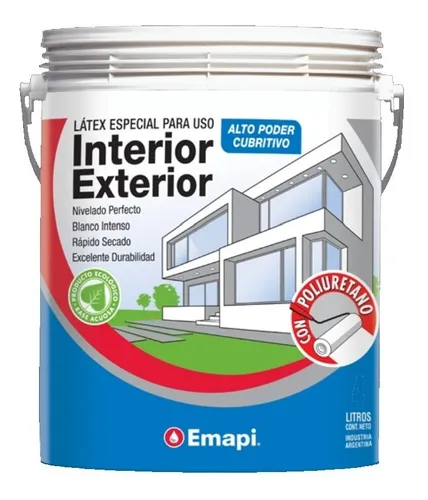 LÁTEX ESPECIAL PARA USO
Interior
Exterior
ALTO PODER
CUBRITIVO
Nivelado Perfecto
Blanco Intenso
Rápido Secado
Excelente Durabilidad
PRODUCTO ECOLÓGICO
BASE ACUOSA
CON POLIURETANO
Emapi.
LITROS
CONT. NETO
INDUSTRIA
ARGENTINA